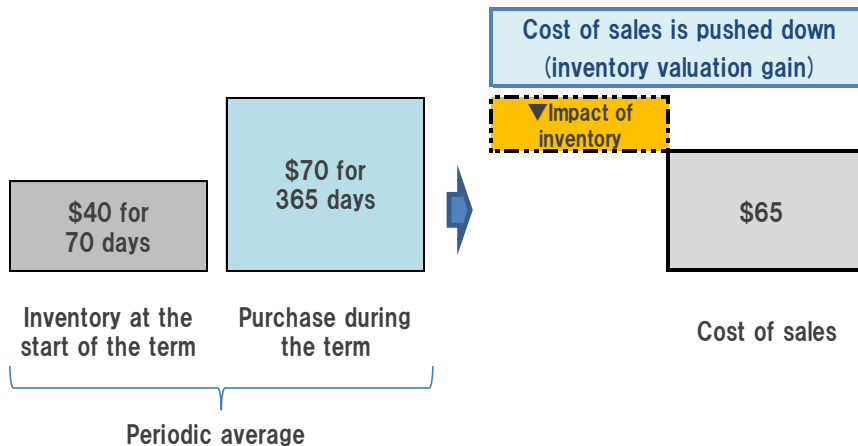 Cost of sales is pushed down
(inventory valuation gain)
▼Impact of
inventory
$70 for
365 days
$40 for
70 days
$65
Inventory at the
start of the term
Purchase during
the term
Cost of sales
Periodic average